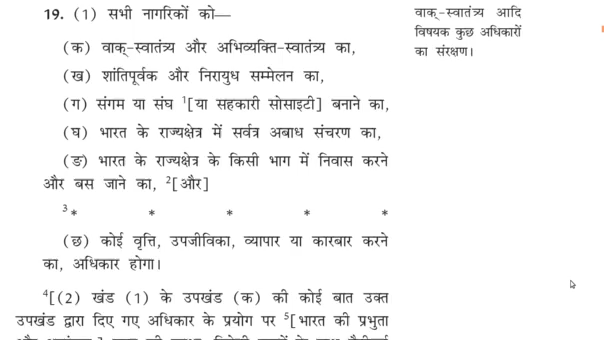 19. (1) सभी नागरिकों को—
(क) वाक्-स्वातंत्र्य और अभिव्यक्ति-स्वातंत्र्य का,
(ख) शांतिपूर्वक और निरायुध सम्मेलन का,
(ग) संगम या संघ ¹[या सहकारी सोसाइटी] बनाने का,
(घ) भारत के राज्यक्षेत्र में सर्वत्र अबाध संचरण का,
(ङ) भारत के राज्यक्षेत्र के किसी भाग में निवास करने
और बस जाने का, ²[और]
³* * * * *
(छ) कोई वृत्ति, उपजीविका, व्यापार या कारबार करने
का, अधिकार होगा।
⁴[(2) खंड (1) के उपखंड (क) की कोई बात उक्त
उपखंड द्वारा दिए गए अधिकार के प्रयोग पर ⁵[भारत की प्रभुता
वाक्-स्वातंत्र्य आदि
विषयक कुछ अधिकारों
का संरक्षण।